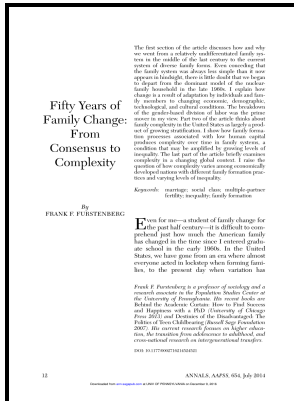 The first section of the article discusses how and why
we went from a relatively undifferentiated family sys-
tem in the middle of the last century to the current
system of diverse family forms. Even conceding that
the family system was always less simple than it now
appears in hindsight, there is little doubt that we began
to depart from the dominant model of the nuclear-
family household in the late 1960s. I explain how
change is a result of adaptation by individuals and fam-
ily members to changing economic, demographic,
technological, and cultural conditions. The breakdown
of the gender-based division of labor was the prime
mover in my view. Part two of the article thinks about
family complexity in the United States as largely a prod-
uct of growing stratification. I show how family forma-
tion processes associated with low human capital
produces complexity over time in family systems, a
condition that may be amplified by growing levels of
inequality. The last part of the article briefly examines
complexity in a changing global context. I raise the
question of how complexity varies among economically
developed nations with different family formation prac-
tices and varying levels of inequality.
Keywords: marriage; social class; multiple-partner
fertility; inequality; family formation
Fifty Years of
Family Change:
From
Consensus to
Complexity
By
FRANK F. FURSTENBERG
Even for me—a student of family change for
the past half century—it is difficult to com-
prehend just how much the American family
has changed in the time since I entered gradu-
ate school in the early 1960s. In the United
States, we have gone from an era where almost
everyone acted in lockstep when forming fami-
lies, to the present day when variation has
Frank F. Furstenberg is a professor of sociology and a
research associate in the Population Studies Center at
the University of Pennsylvania. His recent books are
Behind the Academic Curtain: How to Find Success
and Happiness with a PhD (University of Chicago
Press 2013) and Destinies of the Disadvantaged: The
Politics of Teen Childbearing (Russell Sage Foundation
2007). His current research focuses on higher educa-
tion, the transition from adolescence to adulthood, and
cross-national research on intergenerational transfers.
12
ANNALS, AAPSS, 654, July 2014